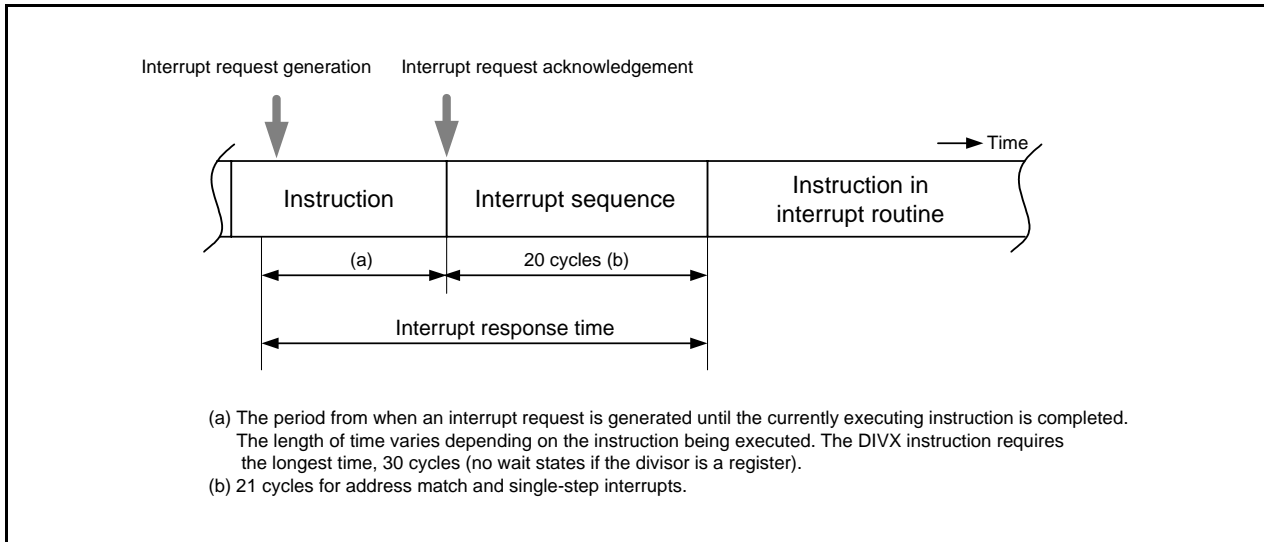 Interrupt request generation
Interrupt request acknowledgement
Time
Instruction
Interrupt sequence
Instruction in
interrupt routine
(a)
20 cycles (b)
Interrupt response time
(a) The period from when an interrupt request is generated until the currently executing instruction is completed.
The length of time varies depending on the instruction being executed. The DIVX instruction requires
the longest time, 30 cycles (no wait states if the divisor is a register).
(b) 21 cycles for address match and single-step interrupts.